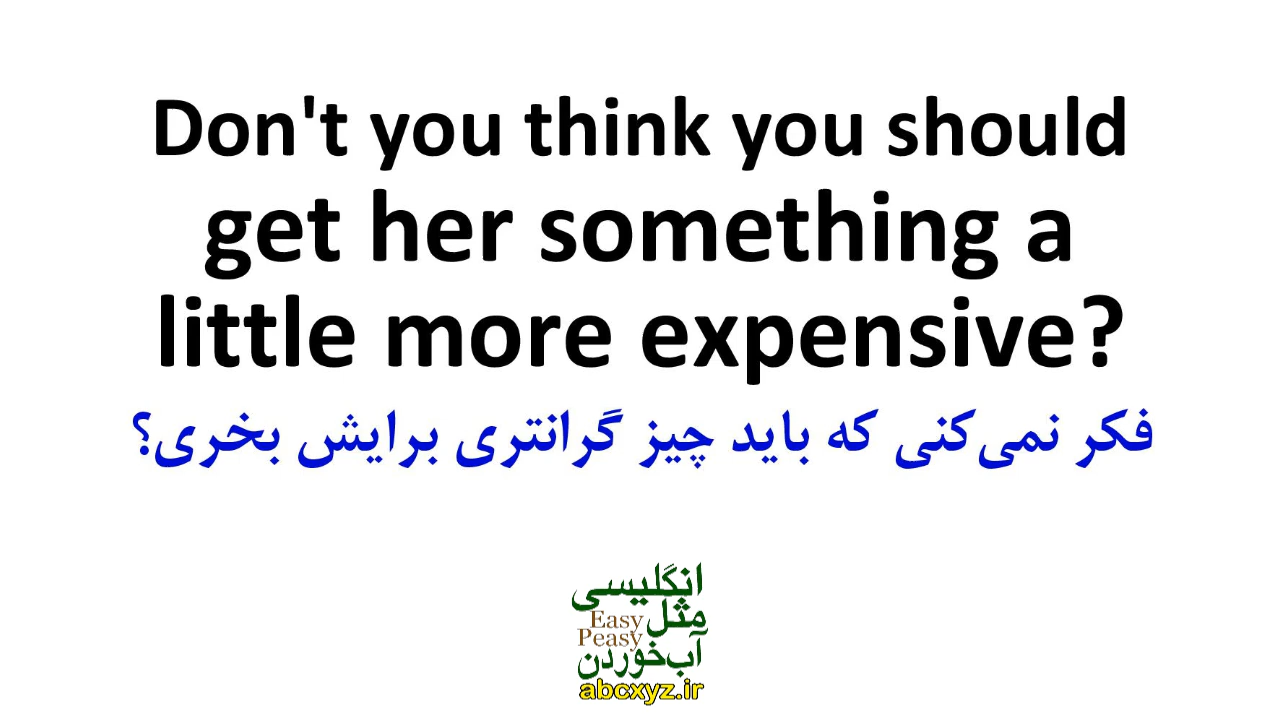 Don't you think you should
get her something a
little more expensive?
فکر نمی‌کنی که باید چیز گرانتری برایش بخری؟
انگلیسی
مثل
Easy
Peasy
آب‌خوردن
abcxyz.ir